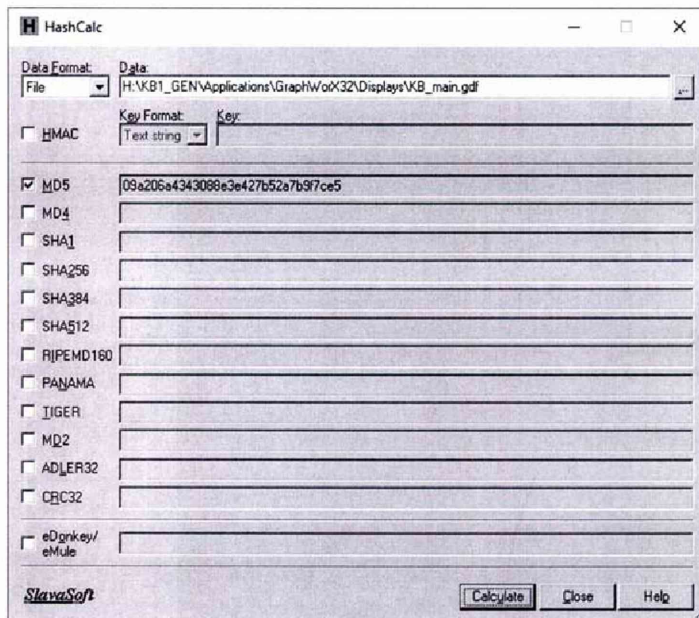 H HashCalc
Data Format: Data:
File H:\KB1_GEN\Applications\GraphWorX32\Displays\KB_main.gdf ...
Key Format: Key:
HMAC Text string
MD5 09a206a4343088e3e427b52a7b9f7ce5
MD4
SHA1
SHA256
SHA384
SHA512
RIPEMD160
PANAMA
TIGER
MD2
ADLER32
CRC32
eDonkey/
eMule
SlavaSoft Calculate Close Help